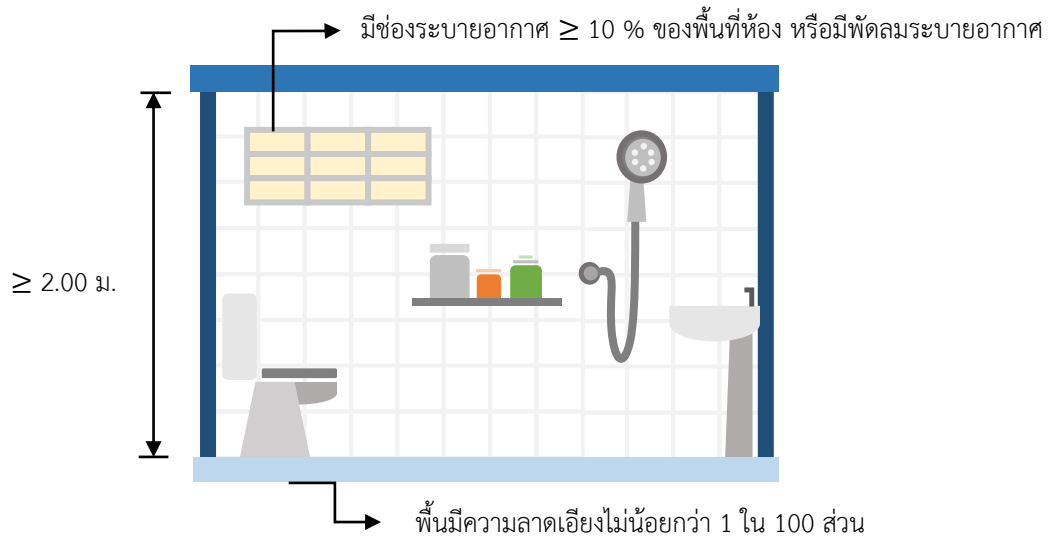 มีช่องระบายอากาศ ≥ 10 % ของพื้นที่ห้อง หรือมีพัดลมระบายอากาศ
≥ 2.00 ม.
พื้นมีความลาดเอียงไม่น้อยกว่า 1 ใน 100 ส่วน